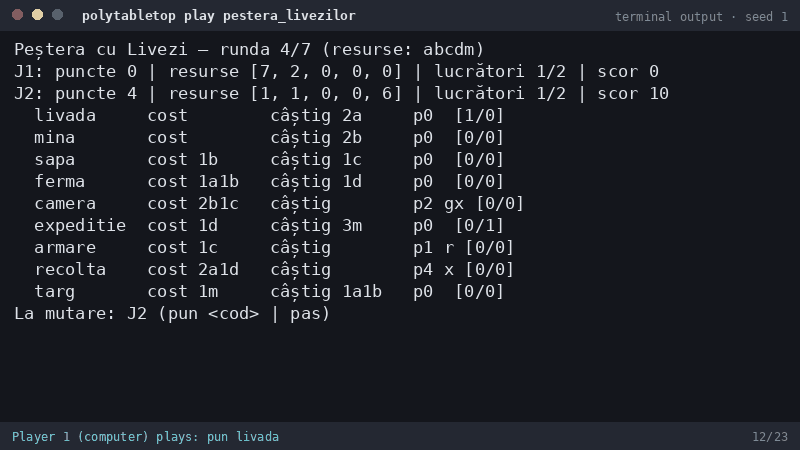 polytabletop play pestera_livezilor
terminal output · seed 1
Peștera cu Livezi — runda 4/7 (resurse: abcdm)
J1: puncte 0 | resurse [7, 2, 0, 0, 0] | lucrători 1/2 | scor 0
J2: puncte 4 | resurse [1, 1, 0, 0, 6] | lucrători 1/2 | scor 10
livada cost câștig 2a p0 [1/0]
mina cost câștig 2b p0 [0/0]
sapa cost 1b câștig 1c p0 [0/0]
ferma cost 1a1b câștig 1d p0 [0/0]
camera cost 2b1c câștig p2 gx [0/0]
expeditie cost 1d câștig 3m p0 [0/1]
armare cost 1c câștig p1 r [0/0]
recolta cost 2a1d câștig p4 x [0/0]
targ cost 1m câștig 1a1b p0 [0/0]
La mutare: J2 (pun <cod> | pas)
Player 1 (computer) plays: pun livada
12/23